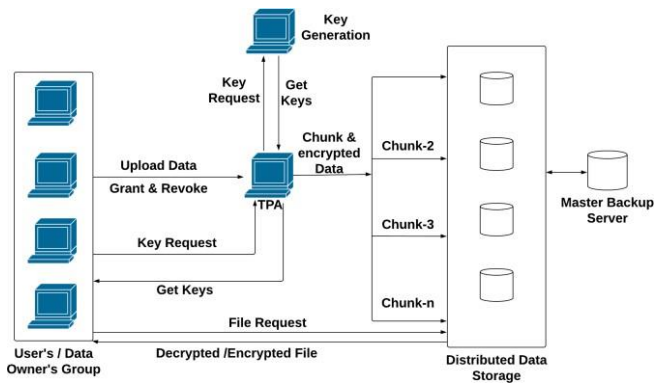 Key
Generation
Key
Request
Get
Keys
Chunk &
encrypted
Data
Upload Data
Grant & Revoke
TPA
Chunk-2
Master Backup
Server
Key Request
Chunk-3
Get Keys
Chunk-n
File Request
Decrypted /Encrypted File
User's / Data
Owner's Group
Distributed Data
Storage